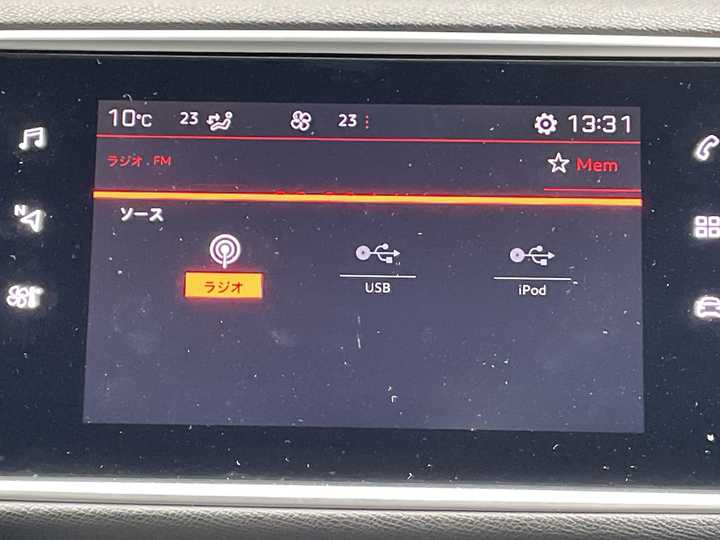 10°C 23 23 13:31
ラジオ . FM Mem
ソース
ラジオ USB iPod
N